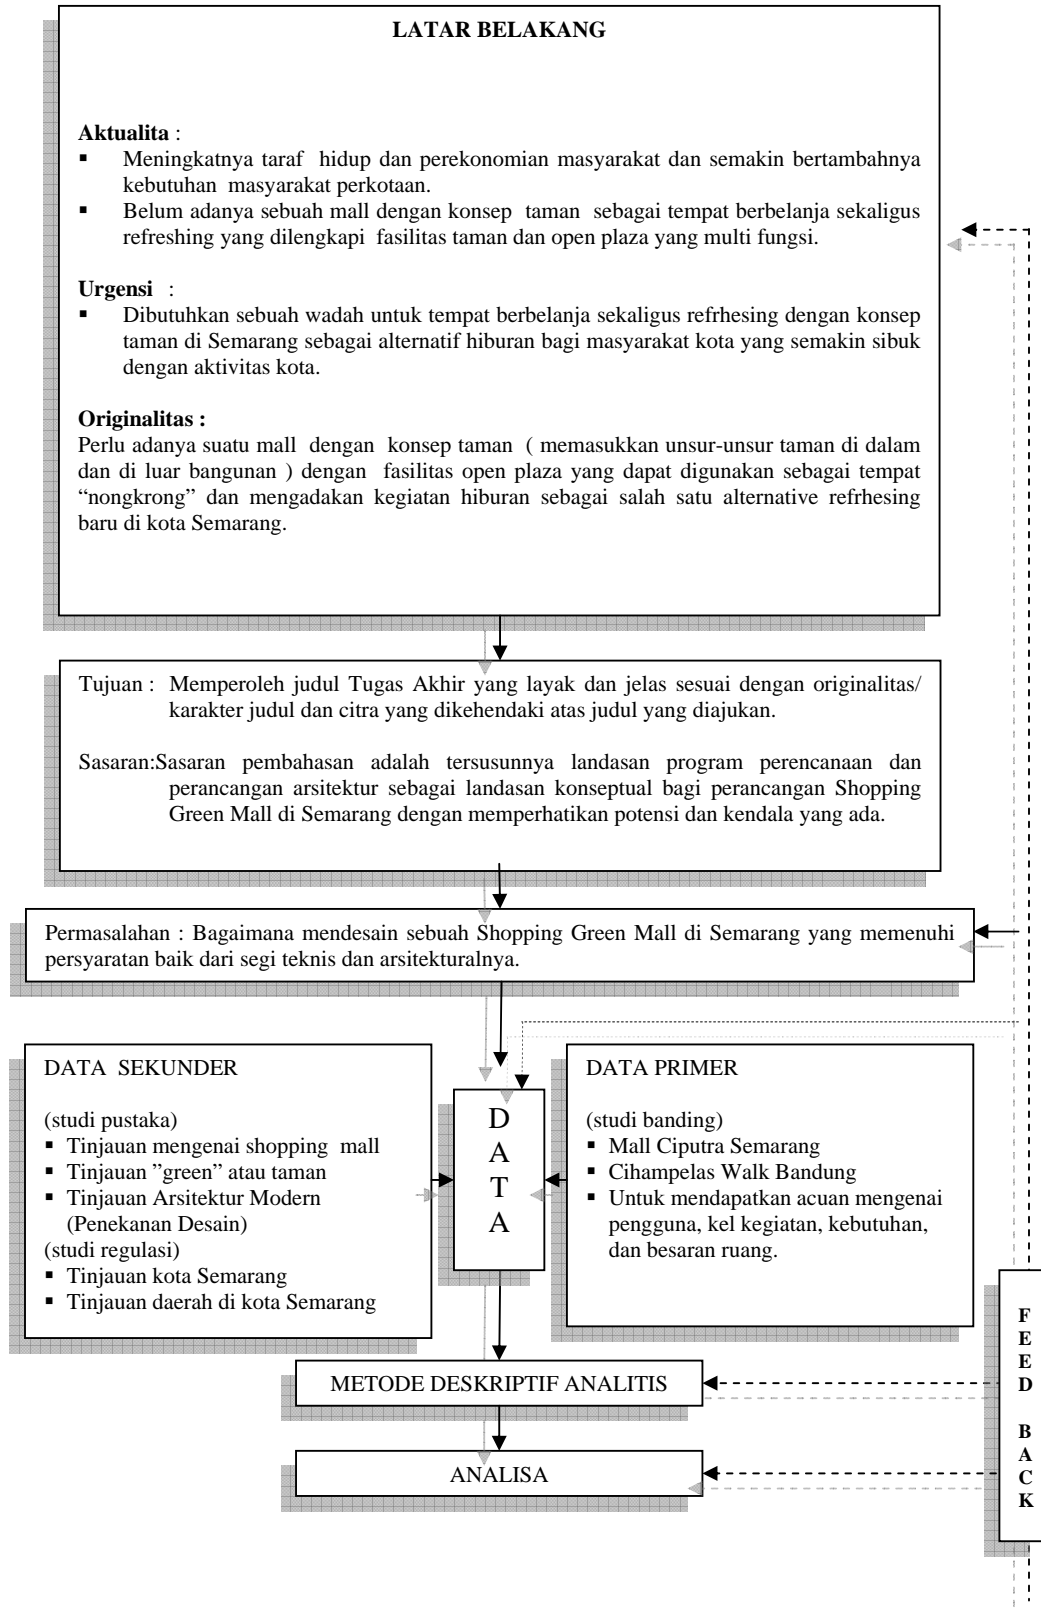 LATAR BELAKANG
Aktualita :
▪ Meningkatnya taraf hidup dan perekonomian masyarakat dan semakin bertambahnya
kebutuhan masyarakat perkotaan.
▪ Belum adanya sebuah mall dengan konsep taman sebagai tempat berbelanja sekaligus
refreshing yang dilengkapi fasilitas taman dan open plaza yang multi fungsi.
Urgensi :
▪ Dibutuhkan sebuah wadah untuk tempat berbelanja sekaligus refrhesing dengan konsep
taman di Semarang sebagai alternatif hiburan bagi masyarakat kota yang semakin sibuk
dengan aktivitas kota.
Originalitas :
Perlu adanya suatu mall dengan konsep taman ( memasukkan unsur-unsur taman di dalam
dan di luar bangunan ) dengan fasilitas open plaza yang dapat digunakan sebagai tempat
“nongkrong” dan mengadakan kegiatan hiburan sebagai salah satu alternative refrhesing
baru di kota Semarang.
Tujuan : Memperoleh judul Tugas Akhir yang layak dan jelas sesuai dengan originalitas/
karakter judul dan citra yang dikehendaki atas judul yang diajukan.
Sasaran:Sasaran pembahasan adalah tersusunnya landasan program perencanaan dan
perancangan arsitektur sebagai landasan konseptual bagi perancangan Shopping
Green Mall di Semarang dengan memperhatikan potensi dan kendala yang ada.
Permasalahan : Bagaimana mendesain sebuah Shopping Green Mall di Semarang yang memenuhi
persyaratan baik dari segi teknis dan arsitekturalnya.
DATA SEKUNDER
(studi pustaka)
▪ Tinjauan mengenai shopping mall
▪ Tinjauan ”green” atau taman
▪ Tinjauan Arsitektur Modern
(Penekanan Desain)
(studi regulasi)
▪ Tinjauan kota Semarang
▪ Tinjauan daerah di kota Semarang
D
A
T
A
DATA PRIMER
(studi banding)
▪ Mall Ciputra Semarang
▪ Cihampelas Walk Bandung
▪ Untuk mendapatkan acuan mengenai
pengguna, kel kegiatan, kebutuhan,
dan besaran ruang.
METODE DESKRIPTIF ANALITIS
ANALISA
F
E
E
D
B
A
C
K